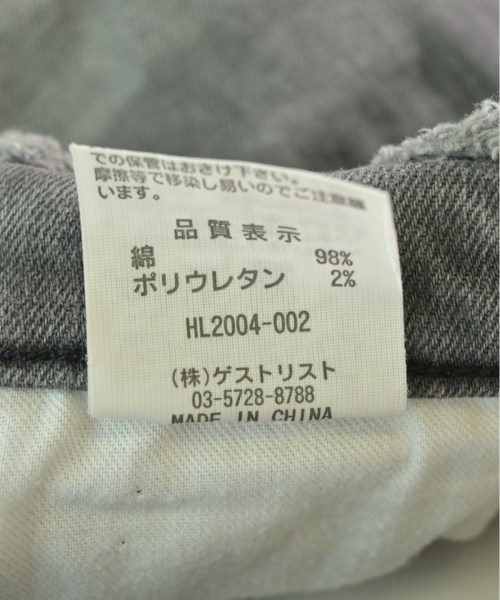 での保管はおさけ下さい。
摩擦等で移染し易いのでご注意願
います。
品質表示
綿 98%
ポリウレタン 2%
HL2004-002
(株)ゲストリスト
03-5728-8788
MADE IN CHINA